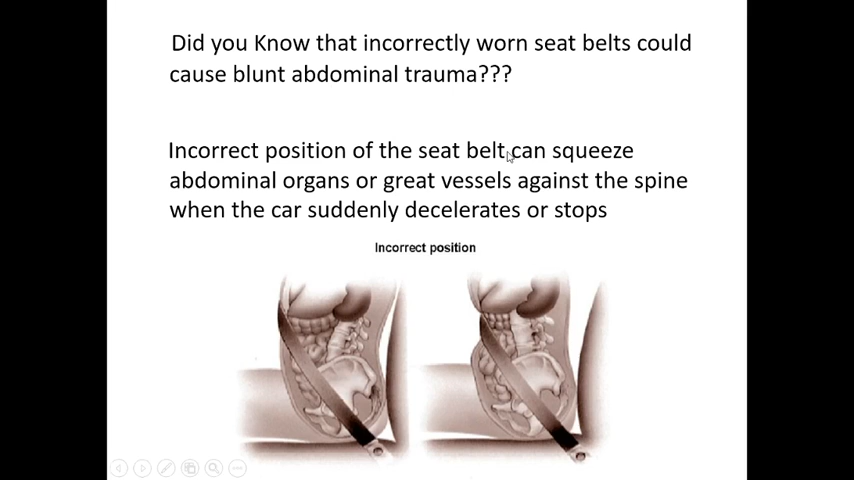 Did you Know that incorrectly worn seat belts could
cause blunt abdominal trauma???
Incorrect position of the seat belt can squeeze
abdominal organs or great vessels against the spine
when the car suddenly decelerates or stops
Incorrect position